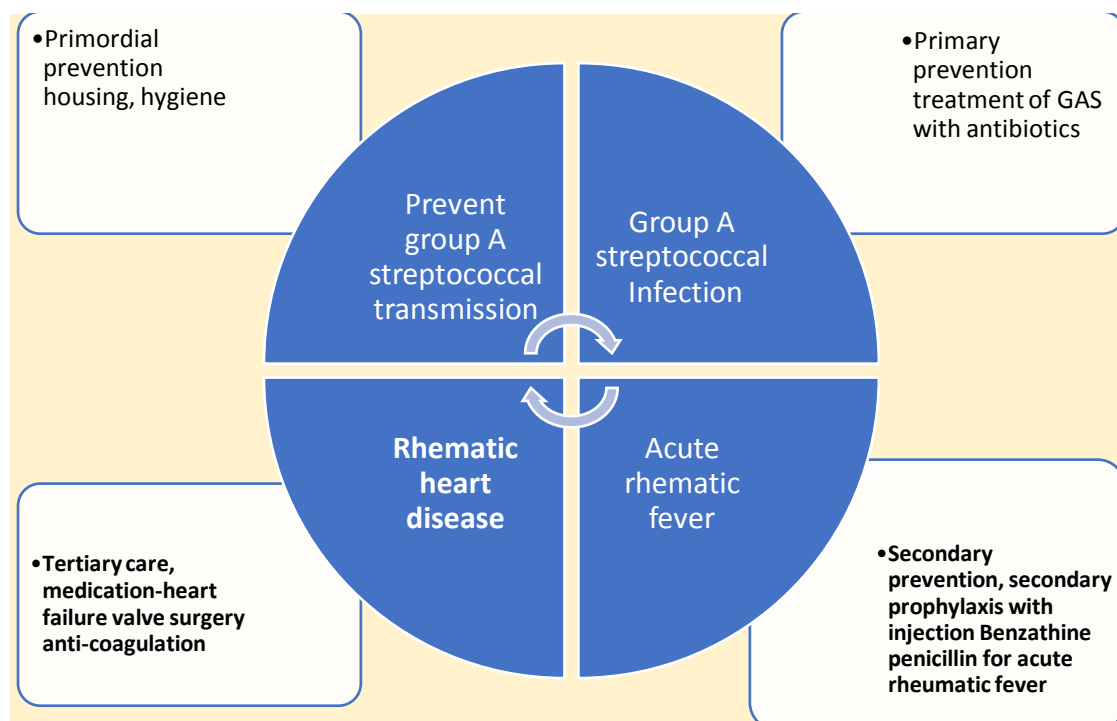 •Primordial
prevention
housing, hygiene
•Primary
prevention
treatment of GAS
with antibiotics
Prevent
group A
streptococcal
transmission
Group A
streptococcal
Infection
Rhematic
heart
disease
Acute
rhematic
fever
•Tertiary care,
medication-heart
failure valve surgery
anti-coagulation
•Secondary
prevention, secondary
prophylaxis with
injection Benzathine
penicillin for acute
rheumatic fever